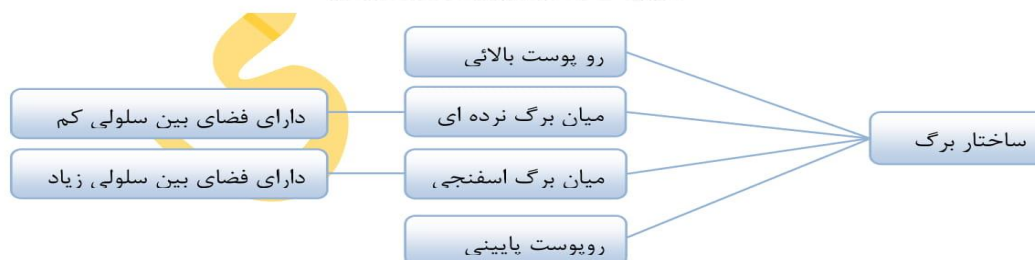 ساختار برگ
رو پوست بالائی
میان برگ نرده ای
دارای فضای بین سلولی کم
میان برگ اسفنجی
دارای فضای بین سلولی زیاد
روپوست پایینی